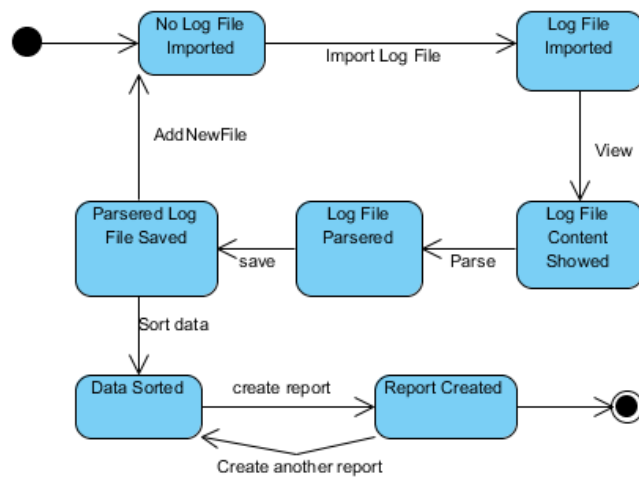 No Log File
Imported
Import Log File
Log File
Imported
AddNewFile
View
Parsered Log
File Saved
save
Log File
Parsered
Parse
Log File
Content
Showed
Sort data
Data Sorted
create report
Report Created
Create another report